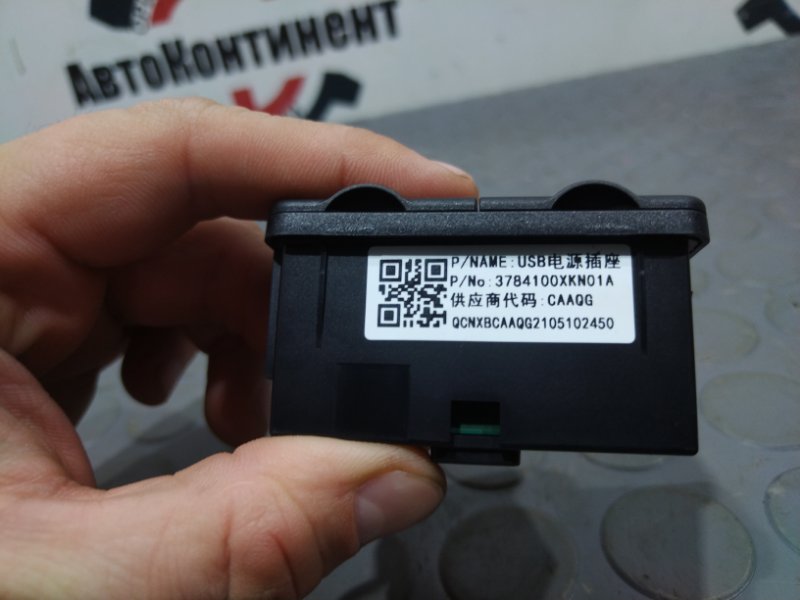 АвтоКонтинент
P/NAME:USB电源插座
P/No:3784100XKN01A
供应商代码:CAAQG
QCNXBCAAQG2105102450